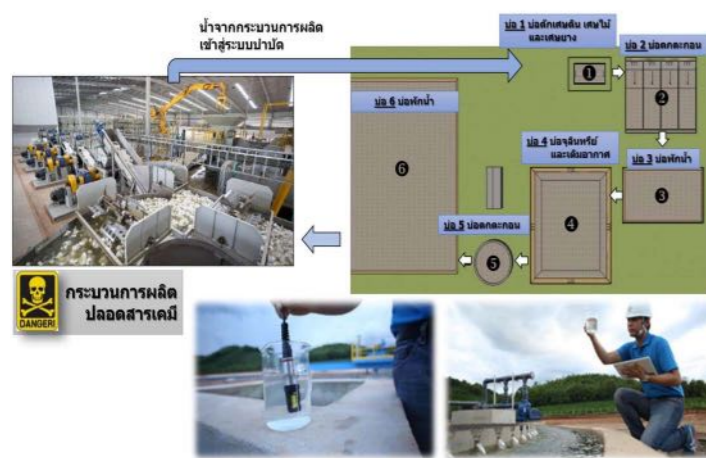 น้ำจากกระบวนการผลิต
เข้าสู่ระบบบำบัด
บ่อ 1 บ่อดักเศษดิน เศษไม้
และเศษยาง
บ่อ 2 บ่อตกตะกอน
1
2
บ่อ 6 บ่อพักน้ำ
บ่อ 4 บ่อจุลินทรีย์
และเติมอากาศ
บ่อ 3 บ่อพักน้ำ
6
3
4
บ่อ 5 บ่อตกตะกอน
5
DANGER!
กระบวนการผลิต
ปลอดสารเคมี